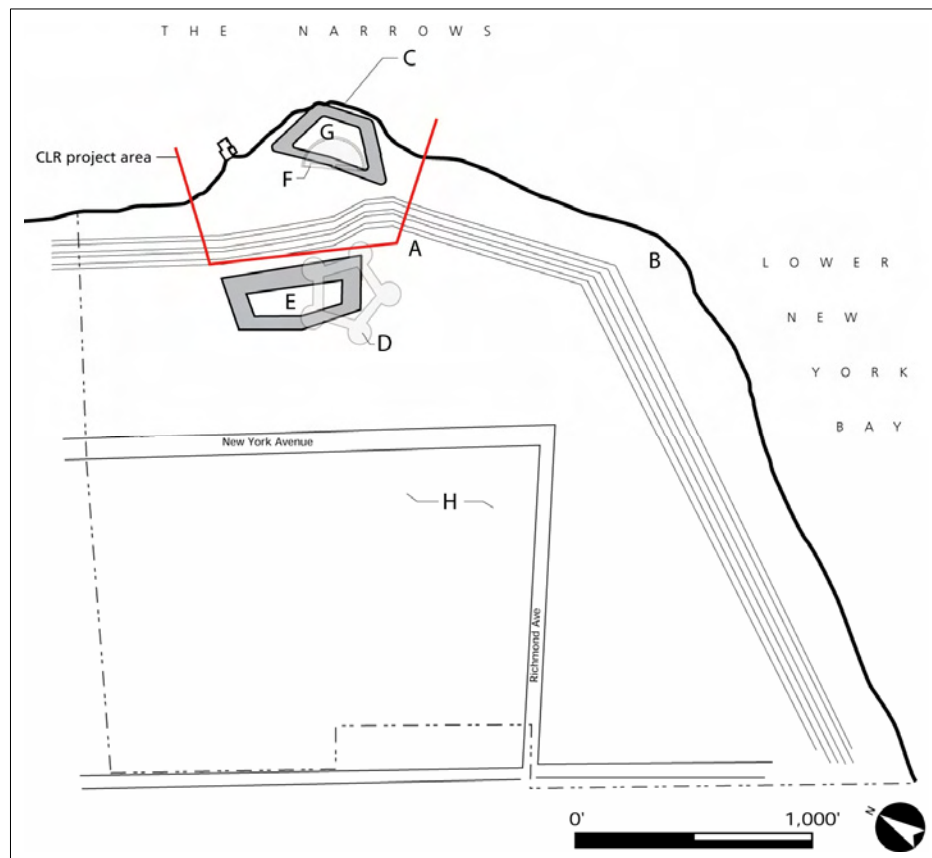 THE NARROWS
C
G
CLR project area
F
A
B
LOWER
NEW
YORK
BAY
E
D
New York Avenue
H
Richmond Ave
0' 1,000'
N